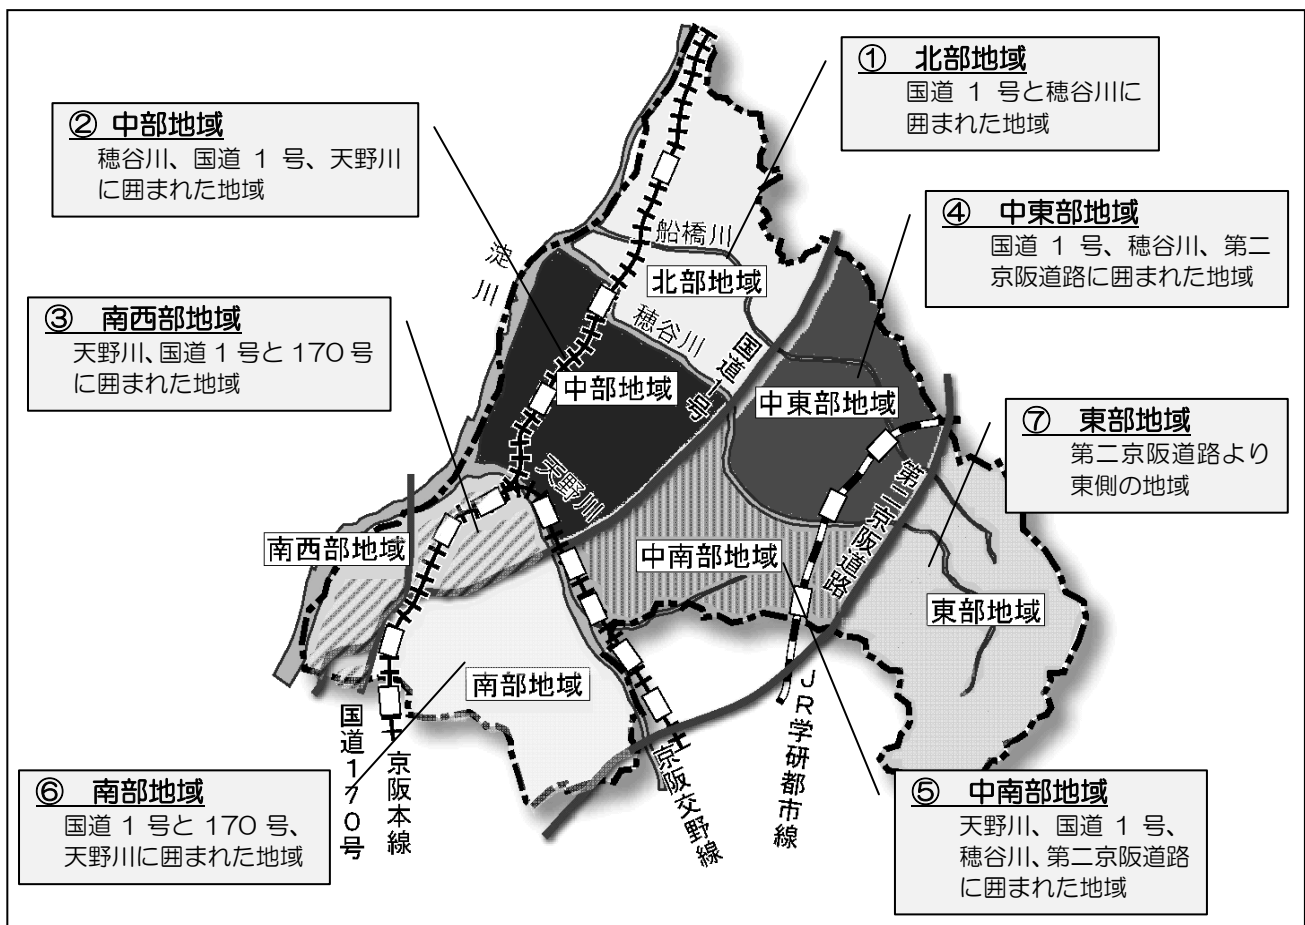 ① 北部地域
国道 1 号と穂谷川に
囲まれた地域
② 中部地域
穂谷川、国道 1 号、天野川
に囲まれた地域
④ 中東部地域
国道 1 号、穂谷川、第二
京阪道路に囲まれた地域
③ 南西部地域
天野川、国道 1 号と 170 号
に囲まれた地域
⑦ 東部地域
第二京阪道路より
東側の地域
⑥ 南部地域
国道 1 号と 170 号、
天野川に囲まれた地域
⑤ 中南部地域
天野川、国道 1 号、
穂谷川、第二京阪道路
に囲まれた地域
淀川
船橋川
北部地域
穂谷川
国道1号
中部地域
中東部地域
天野川
第二京阪道路
南西部地域
中南部地域
東部地域
南部地域
国道170号
京阪本線
京阪交野線
JR学研都市線